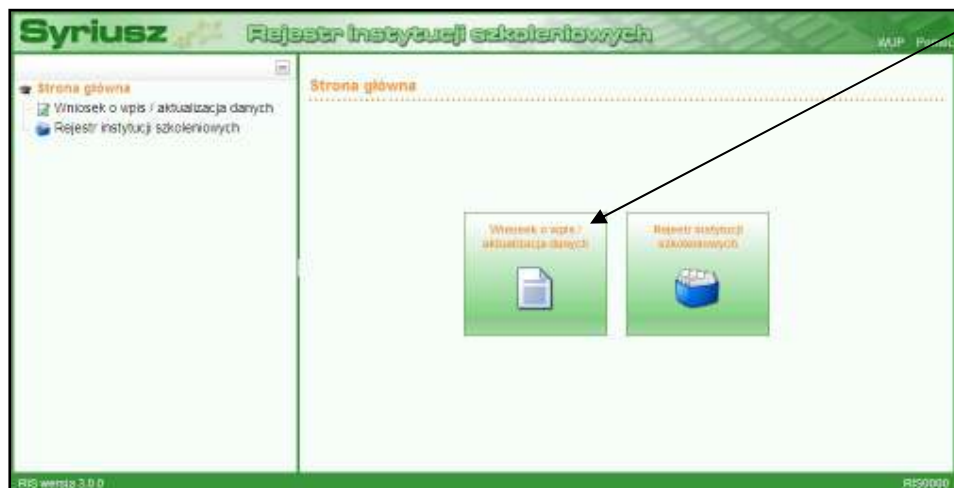 Syriusz
Rejestr instytucji szkoleniowych
WUP Pomoc
Strona główna
Wniosek o wpis / aktualizacja danych
Rejestr instytucji szkoleniowych
Strona główna
Wniosek o wpis /
aktualizacja danych
Rejestr instytucji
szkoleniowych
RIS wersja 3.0.0
RIS0000